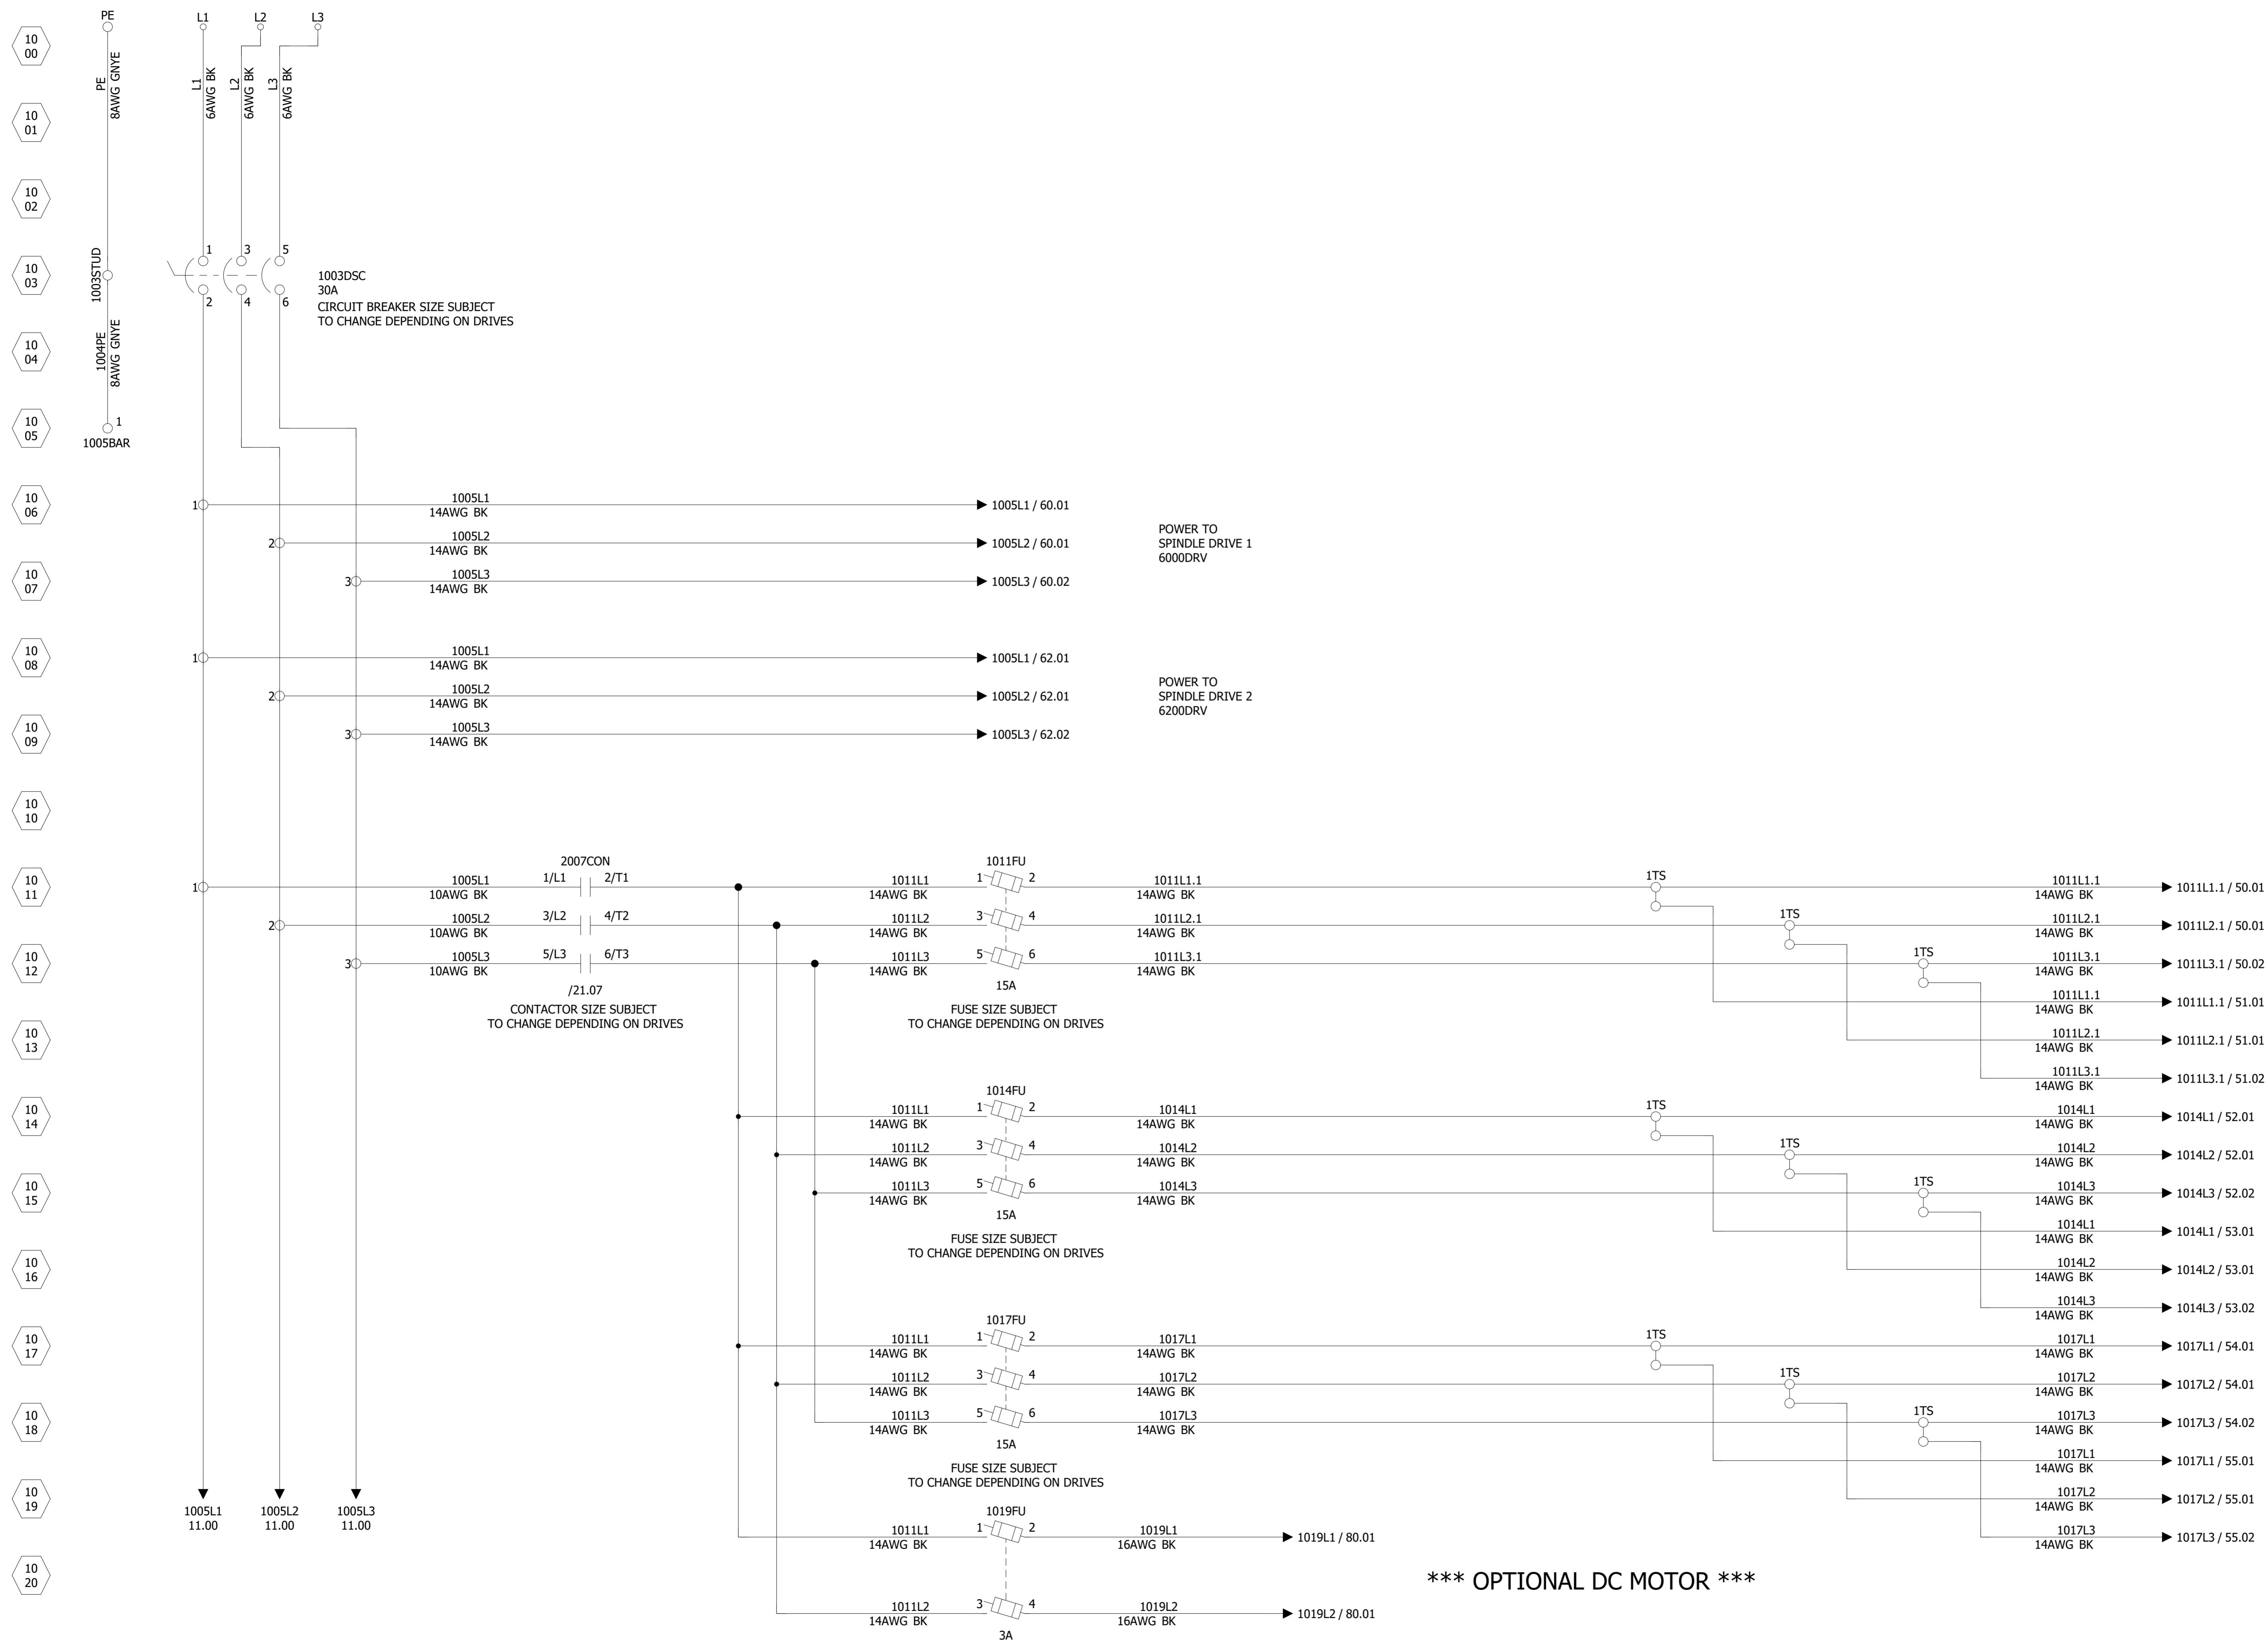 PE
L1
L2
L3
10
00
PE
8AWG GNYE
L1
6AWG BK
L2
6AWG BK
L3
6AWG BK
10
01
10
02
10
03
1003STUD
1
3
5
2
4
6
1003DSC
30A
CIRCUIT BREAKER SIZE SUBJECT
TO CHANGE DEPENDING ON DRIVES
10
04
1004PE
8AWG GNYE
10
05
1
1005BAR
10
06
1
1005L1
14AWG BK
1005L1 / 60.01
2
1005L2
14AWG BK
1005L2 / 60.01
POWER TO
SPINDLE DRIVE 1
6000DRV
10
07
3
1005L3
14AWG BK
1005L3 / 60.02
10
08
1
1005L1
14AWG BK
1005L1 / 62.01
2
1005L2
14AWG BK
1005L2 / 62.01
POWER TO
SPINDLE DRIVE 2
6200DRV
10
09
3
1005L3
14AWG BK
1005L3 / 62.02
10
10
10
11
2007CON
1011FU
1
1005L1
10AWG BK
1/L1
2/T1
1011L1
14AWG BK
1
2
1011L1.1
14AWG BK
1TS
1011L1.1
14AWG BK
1011L1.1 / 50.01
2
1005L2
10AWG BK
3/L2
4/T2
1011L2
14AWG BK
3
4
1011L2.1
14AWG BK
1TS
1011L2.1
14AWG BK
1011L2.1 / 50.01
10
12
3
1005L3
10AWG BK
5/L3
6/T3
1011L3
14AWG BK
5
6
1011L3.1
14AWG BK
1TS
1011L3.1
14AWG BK
1011L3.1 / 50.02
/21.07
CONTACTOR SIZE SUBJECT
TO CHANGE DEPENDING ON DRIVES
15A
FUSE SIZE SUBJECT
TO CHANGE DEPENDING ON DRIVES
1011L1.1
14AWG BK
1011L1.1 / 51.01
10
13
1011L2.1
14AWG BK
1011L2.1 / 51.01
1011L3.1
14AWG BK
1011L3.1 / 51.02
10
14
1014FU
1011L1
14AWG BK
1
2
1014L1
14AWG BK
1TS
1014L1
14AWG BK
1014L1 / 52.01
1011L2
14AWG BK
3
4
1014L2
14AWG BK
1TS
1014L2
14AWG BK
1014L2 / 52.01
10
15
1011L3
14AWG BK
5
6
1014L3
14AWG BK
1TS
1014L3
14AWG BK
1014L3 / 52.02
15A
FUSE SIZE SUBJECT
TO CHANGE DEPENDING ON DRIVES
1014L1
14AWG BK
1014L1 / 53.01
10
16
1014L2
14AWG BK
1014L2 / 53.01
1014L3
14AWG BK
1014L3 / 53.02
10
17
1017FU
1011L1
14AWG BK
1
2
1017L1
14AWG BK
1TS
1017L1
14AWG BK
1017L1 / 54.01
1011L2
14AWG BK
3
4
1017L2
14AWG BK
1TS
1017L2
14AWG BK
1017L2 / 54.01
10
18
1011L3
14AWG BK
5
6
1017L3
14AWG BK
1TS
1017L3
14AWG BK
1017L3 / 54.02
15A
FUSE SIZE SUBJECT
TO CHANGE DEPENDING ON DRIVES
1017L1
14AWG BK
1017L1 / 55.01
10
19
1005L1
11.00
1005L2
11.00
1005L3
11.00
1017L2
14AWG BK
1017L2 / 55.01
1019FU
1011L1
14AWG BK
1
2
1019L1
16AWG BK
1019L1 / 80.01
1017L3
14AWG BK
1017L3 / 55.02
10
20
*** OPTIONAL DC MOTOR ***
1011L2
14AWG BK
3
4
1019L2
16AWG BK
1019L2 / 80.01
3A